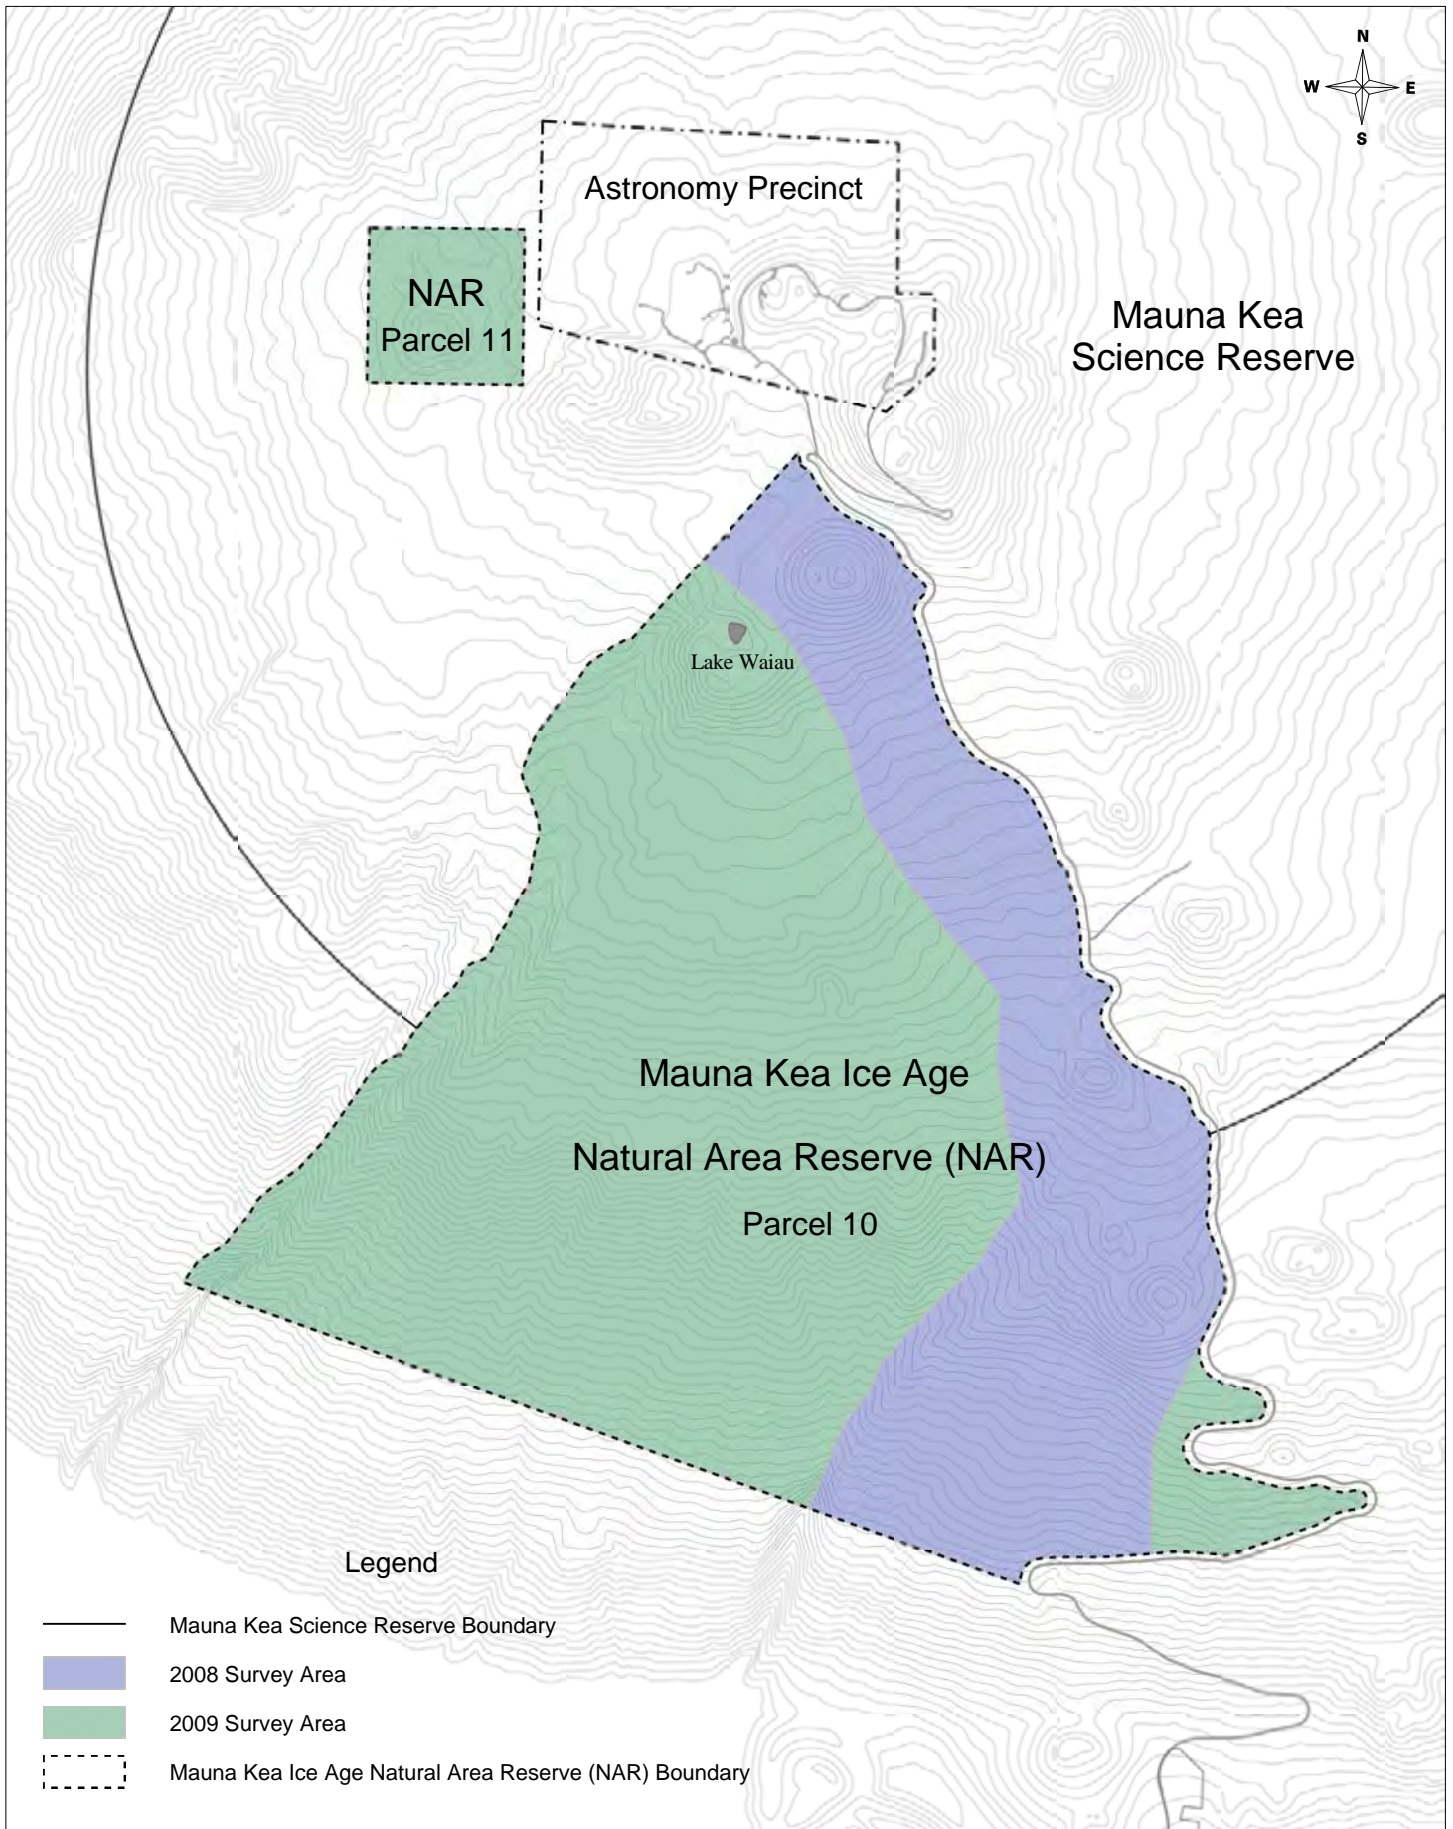 N
W E
S
Astronomy Precinct
NAR
Parcel 11
Mauna Kea
Science Reserve
Lake Waiau
Mauna Kea Ice Age
Natural Area Reserve (NAR)
Parcel 10
Legend
Mauna Kea Science Reserve Boundary
2008 Survey Area
2009 Survey Area
Mauna Kea Ice Age Natural Area Reserve (NAR) Boundary